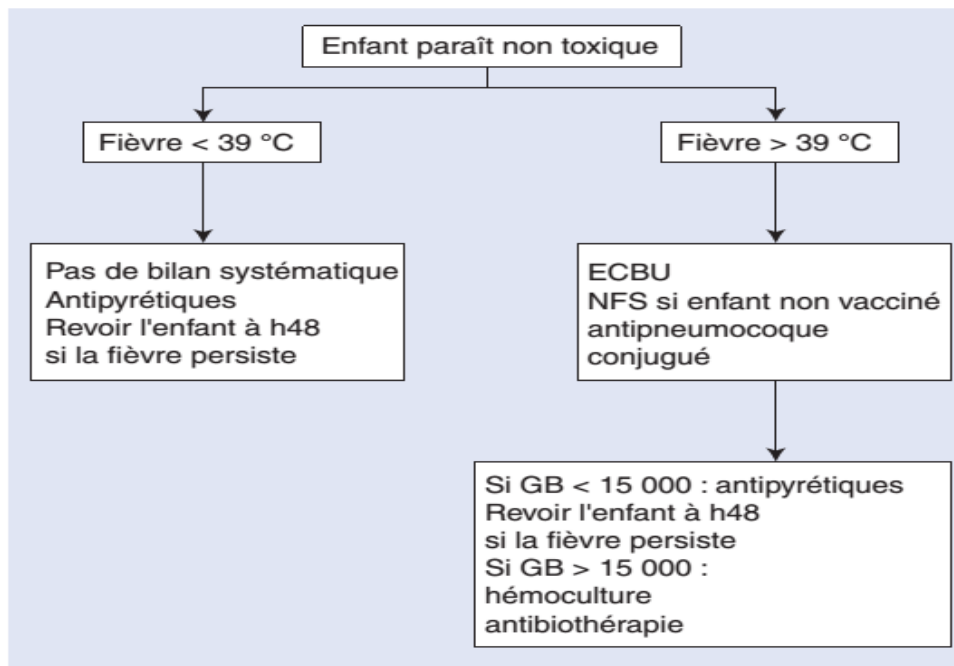 Enfant paraît non toxique
Fièvre < 39 °C
Fièvre > 39 °C
Pas de bilan systématique
Antipyrétiques
Revoir l'enfant à h48
si la fièvre persiste
ECBU
NFS si enfant non vacciné
antipneumocoque
conjugué
Si GB < 15 000 : antipyrétiques
Revoir l'enfant à h48
si la fièvre persiste
Si GB > 15 000 :
hémoculture
antibiothérapie